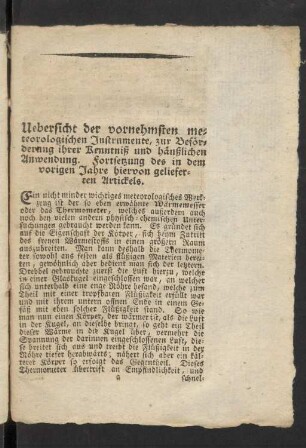 Uebersicht der vornehmsten me-
teorologischen Instrumente, zur Beför-
derung ihrer Kenntniß und häußlichen
Anwendung. Fortsetzung des in dem
vorigen Jahre hiervon geliefer-
ten Artickels.
Ein nicht minder wichtiges meteorologisches Werk-
zeug ist der so eben erwähnte Wärmemesser
oder das Thermometer, welches außerdem auch
noch bey vielen andern physisch-chemischen Unter-
suchungen gebraucht werden kann. Es gründet sich
auf die Eigenschaft der Körper, sich beym Zutritt
des freyen Wärmestoffs in einen größern Raum
auszubreiten. Man kann deshalb die Thermome-
ter sowohl aus festen als flüßigen Materien berei-
ten, gewöhnlich aber bedient man sich der letztern.
Drebbel gebrauchte zuerst die Luft hierzu, welche
in einer Glaskugel eingeschlossen war, an welcher
sich unterhalb eine enge Röhre befand, welche zum
Theil mit einer tropfbaren Flüßigkeit erfüllt war
und mit ihrem untern offnen Ende in einem Ge-
fäß mit eben solcher Flüßigkeit stand. So wie
man nun einen Körper, der wärmer ist, als die Luft
in der Kugel, an dieselbe bringt, so geht ein Theil
dieser Wärme in die Kugel über, vermehrt die
Spannung der darinnen eingeschlossenen Luft, die-
se breitet sich aus und treibt die Flüßigkeit in der
Röhre tiefer herabwärts; nähert sich aber ein käl-
terer Körper so erfolgt das Gegentheil. Dieses
Thermometer übertrift an Empfindlichkeit, und
a schnel-